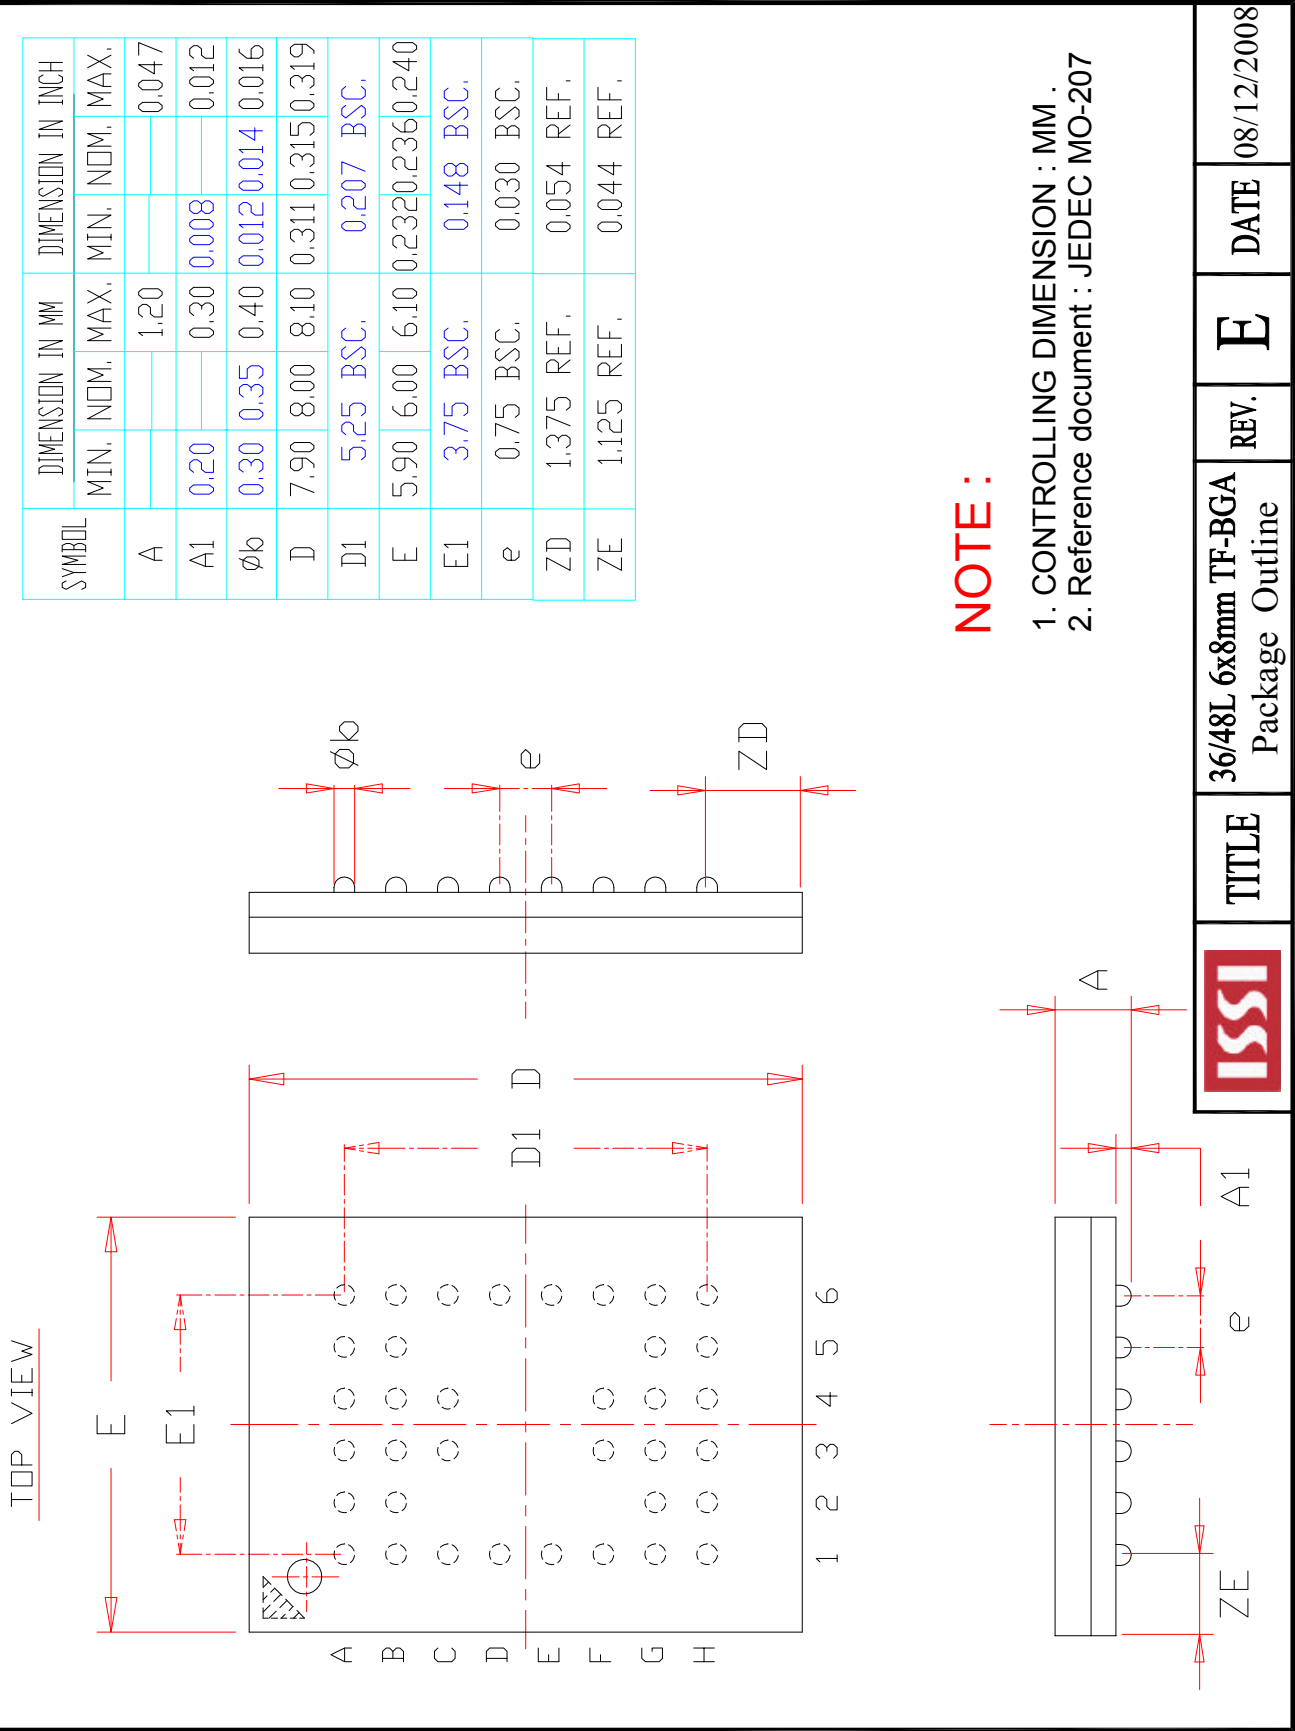 TOP VIEW
E
E1
A
B
C
D
E
F
G
H
1 2 3 4 5 6
D1
D
Øb
e
ZD
A
A1
e
ZE
SYMBOL DIMENSION IN MM DIMENSION IN INCH
MIN. NOM. MAX. MIN. NOM. MAX.
A 1.20 0.047
A1 0.20 0.30 0.008 0.012
Øb 0.30 0.35 0.40 0.012 0.014 0.016
D 7.90 8.00 8.10 0.311 0.315 0.319
D1 5.25 BSC. 0.207 BSC.
E 5.90 6.00 6.10 0.232 0.236 0.240
E1 3.75 BSC. 0.148 BSC.
e 0.75 BSC. 0.030 BSC.
ZD 1.375 REF. 0.054 REF.
ZE 1.125 REF. 0.044 REF.
NOTE :
1. CONTROLLING DIMENSION : MM .
2. Reference document : JEDEC MO-207
ISSI TITLE 36/48L 6x8mm TF-BGA
Package Outline
REV. E DATE 08/12/2008